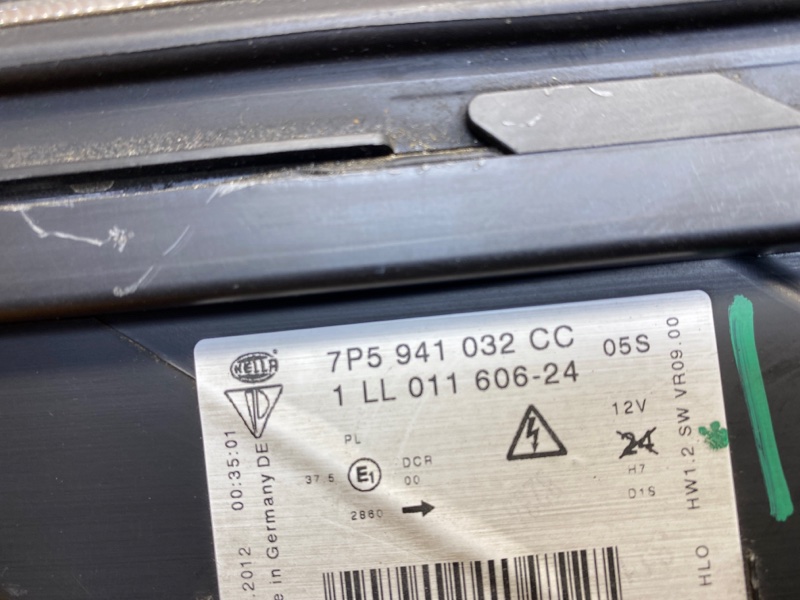 HELLA
7P5 941 032 CC
05S
1 LL 011 606-24
PL
12V
24
37.5
E1
DCR
00
H7
2860
D1S
.2012 00:35:01
e in Germany DE
HW1.2 SW VR09.00
HLO